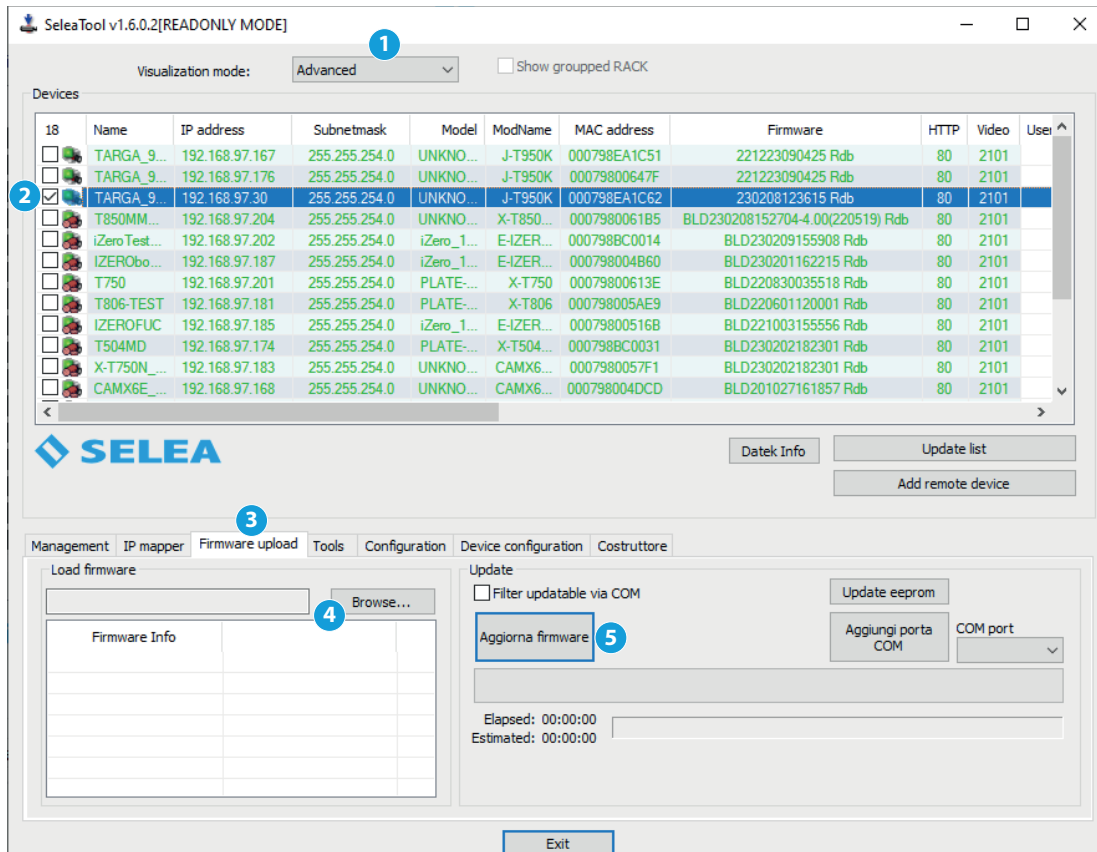 SeleaTool v1.6.0.2[READONLY MODE]
1
Visualization mode: Advanced Show groupped RACK
Devices
18 Name IP address Subnetmask Model ModName MAC address Firmware HTTP Video User
TARGA_9... 192.168.97.167 255.255.254.0 UNKNO... J-T950K 000798EA1C51 221223090425 Rdb 80 2101
TARGA_9... 192.168.97.176 255.255.254.0 UNKNO... J-T950K 00079800647F 221223090425 Rdb 80 2101
2 TARGA_9... 192.168.97.30 255.255.254.0 UNKNO... J-T950K 000798EA1C62 230208123615 Rdb 80 2101
T850MM... 192.168.97.204 255.255.254.0 UNKNO... X-T850... 0007980061B5 BLD230208152704-4.00(220519) Rdb 80 2101
iZeroTest... 192.168.97.202 255.255.254.0 iZero_1... E-IZER... 000798BC0014 BLD230209155908 Rdb 80 2101
IZERObo... 192.168.97.187 255.255.254.0 iZero_1... E-IZER... 000798004B60 BLD230201162215 Rdb 80 2101
T750 192.168.97.201 255.255.254.0 PLATE-... X-T750 00079800613E BLD220830035518 Rdb 80 2101
T806-TEST 192.168.97.181 255.255.254.0 PLATE-... X-T806 000798005AE9 BLD220601120001 Rdb 80 2101
IZEROFUC 192.168.97.185 255.255.254.0 iZero_1... E-IZER... 00079800516B BLD221003155556 Rdb 80 2101
T504MD 192.168.97.174 255.255.254.0 PLATE-... X-T504... 000798BC0031 BLD230202182301 Rdb 80 2101
X-T750N_... 192.168.97.183 255.255.254.0 UNKNO... CAMX6... 0007980057F1 BLD230202182301 Rdb 80 2101
CAMX6E_... 192.168.97.168 255.255.254.0 UNKNO... CAMX6... 000798004DCD BLD201027161857 Rdb 80 2101
SELEA
Datek Info Update list
Add remote device
3
Management IP mapper Firmware upload Tools Configuration Device configuration Costruttore
Load firmware
Browse...
4
Firmware Info
Update
Filter updatable via COM
Update eeprom
Aggiorna firmware 5
Aggiungi porta
COM
COM port
Elapsed: 00:00:00
Estimated: 00:00:00
Exit